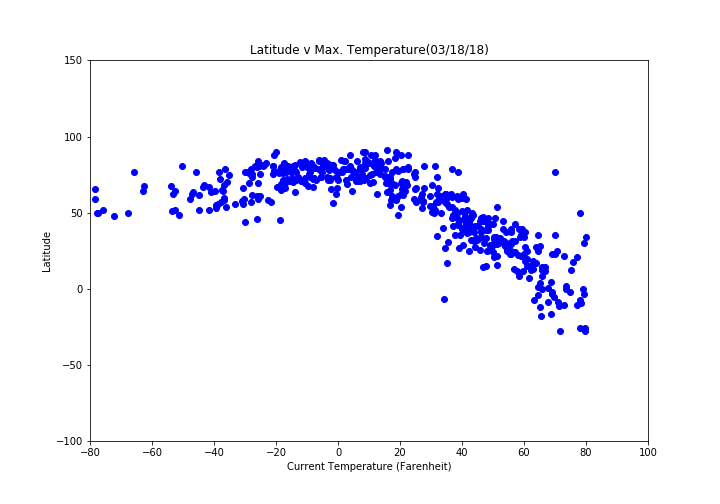 Latitude v Max. Temperature(03/18/18)
150
100
50
0
−50
−100
Latitude
−80 −60 −40 −20 0 20 40 60 80 100
Current Temperature (Farenheit)